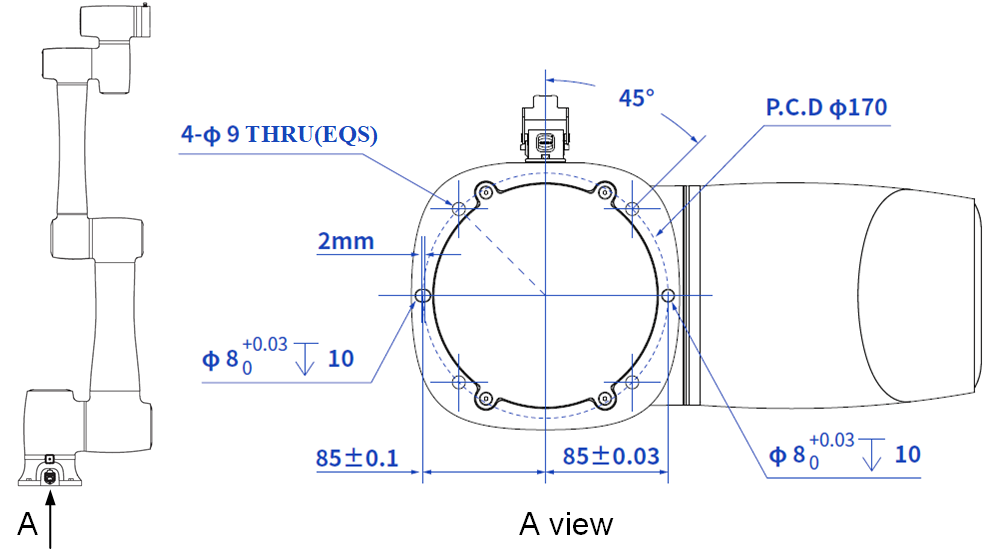 45°
P.C.D φ170
4-φ 9 THRU(EQS)
2mm
φ 8 +0.03 0 ↧ 10
85±0.1
85±0.03
φ 8 +0.03 0 ↧ 10
A
A view